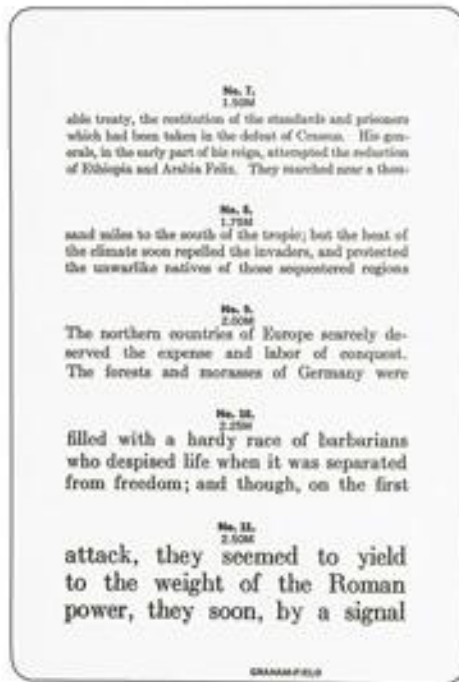 No. 7.
1.50M
able treaty, the restitution of the standards and prisoners
which had been taken in the defeat of Crassus. His gen-
erals, in the early part of his reign, attempted the reduction
of Ethiopia and Arabia Felix. They marched near a thou-
No. 8.
1.75M
sand miles to the south of the tropic; but the heat of
the climate soon repelled the invaders, and protected
the unwarlike natives of those sequestered regions
No. 9.
2.00M
The northern countries of Europe scarcely de-
served the expense and labor of conquest.
The forests and morasses of Germany were
No. 10.
2.25M
filled with a hardy race of barbarians
who despised life when it was separated
from freedom; and though, on the first
No. 11.
2.50M
attack, they seemed to yield
to the weight of the Roman
power, they soon, by a signal
GRAHAM-FIELD